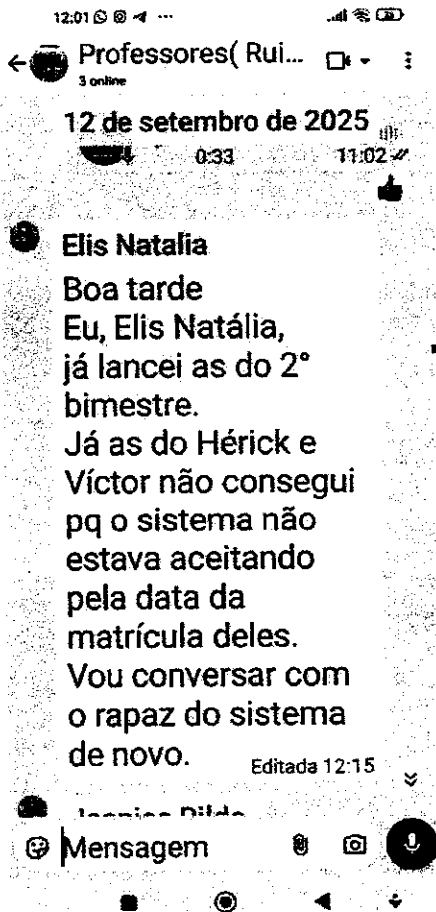 12:01
Professores( Rui...
3 online
12 de setembro de 2025
0:33 11:02
Elis Natalia
Boa tarde
Eu, Elis Natália,
já lancei as do 2°
bimestre.
Já as do Hérick e
Víctor não consegui
pq o sistema não
estava aceitando
pela data da
matrícula deles.
Vou conversar com
o rapaz do sistema
de novo.
Editada 12:15
Mensagem